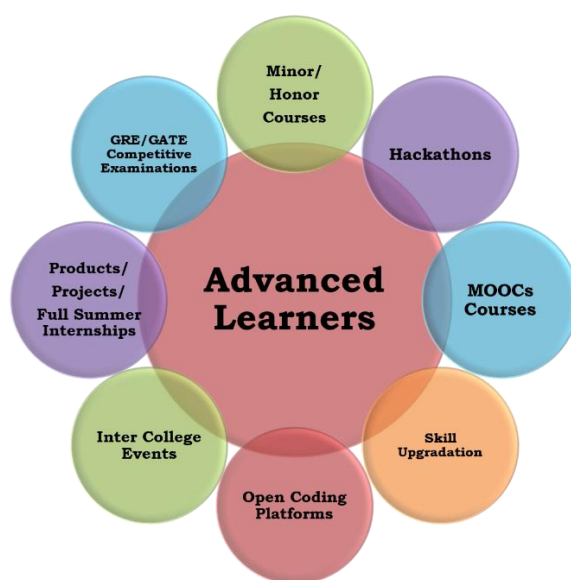 Minor/
Honor
Courses
GRE/GATE
Competitive
Examinations
Hackathons
Products/
Projects/
Full Summer
Internships
Advanced
Learners
MOOCs
Courses
Inter College
Events
Skill
Upgradation
Open Coding
Platforms